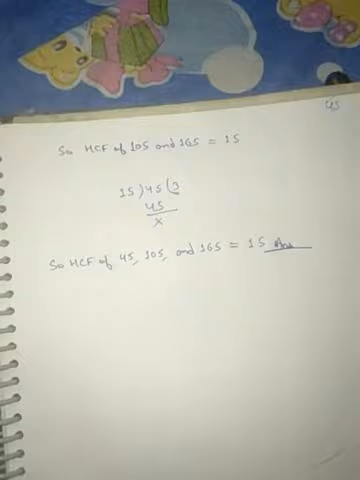 45
So HCF of 105 and 165 = 15
15)45(3
45
x
So HCF of 45, 105, and 165 = 15 Ans